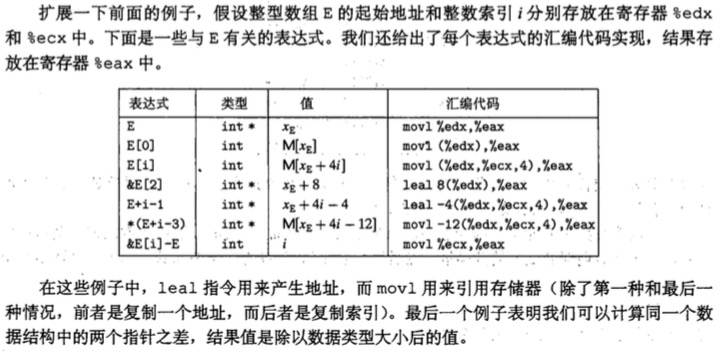 扩展一下前面的例子，假设整型数组 E 的起始地址和整数索引 i 分别存放在寄存器 %edx
和 %ecx 中。下面是一些与 E 有关的表达式。我们还给出了每个表达式的汇编代码实现，结果存
放在寄存器 %eax 中。
表达式 类型 值 汇编代码
E int * xE movl %edx,%eax
E[0] int M[xE] movl (%edx),%eax
E[i] int M[xE + 4i] movl (%edx,%ecx,4),%eax
&E[2] int * xE + 8 leal 8(%edx),%eax
E+i-1 int * xE + 4i − 4 leal -4(%edx,%ecx,4),%eax
*(E+i-3) int * M[xE + 4i − 12] movl -12(%edx,%ecx,4),%eax
&E[i]-E int i movl %ecx,%eax
在这些例子中，leal 指令用来产生地址，而 movl 用来引用存储器（除了第一种和最后一
种情况，前者是复制一个地址，而后者是复制索引）。最后一个例子表明我们可以计算同一个数
据结构中的两个指针之差，结果值是除以数据类型大小后的值。